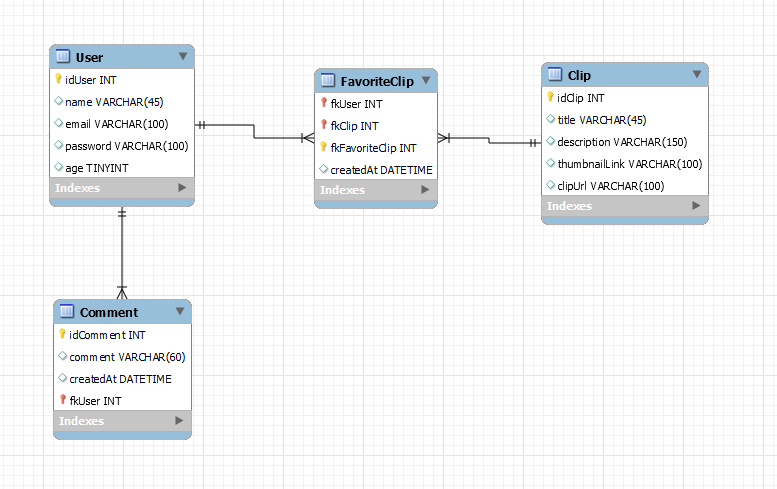 User
idUser INT
name VARCHAR(45)
email VARCHAR(100)
password VARCHAR(100)
age TINYINT
Indexes
FavoriteClip
fkUser INT
fkClip INT
fkFavoriteClip INT
createdAt DATETIME
Indexes
Clip
idClip INT
title VARCHAR(45)
description VARCHAR(150)
thumbnailLink VARCHAR(100)
clipUrl VARCHAR(100)
Indexes
Comment
idComment INT
comment VARCHAR(60)
createdAt DATETIME
fkUser INT
Indexes